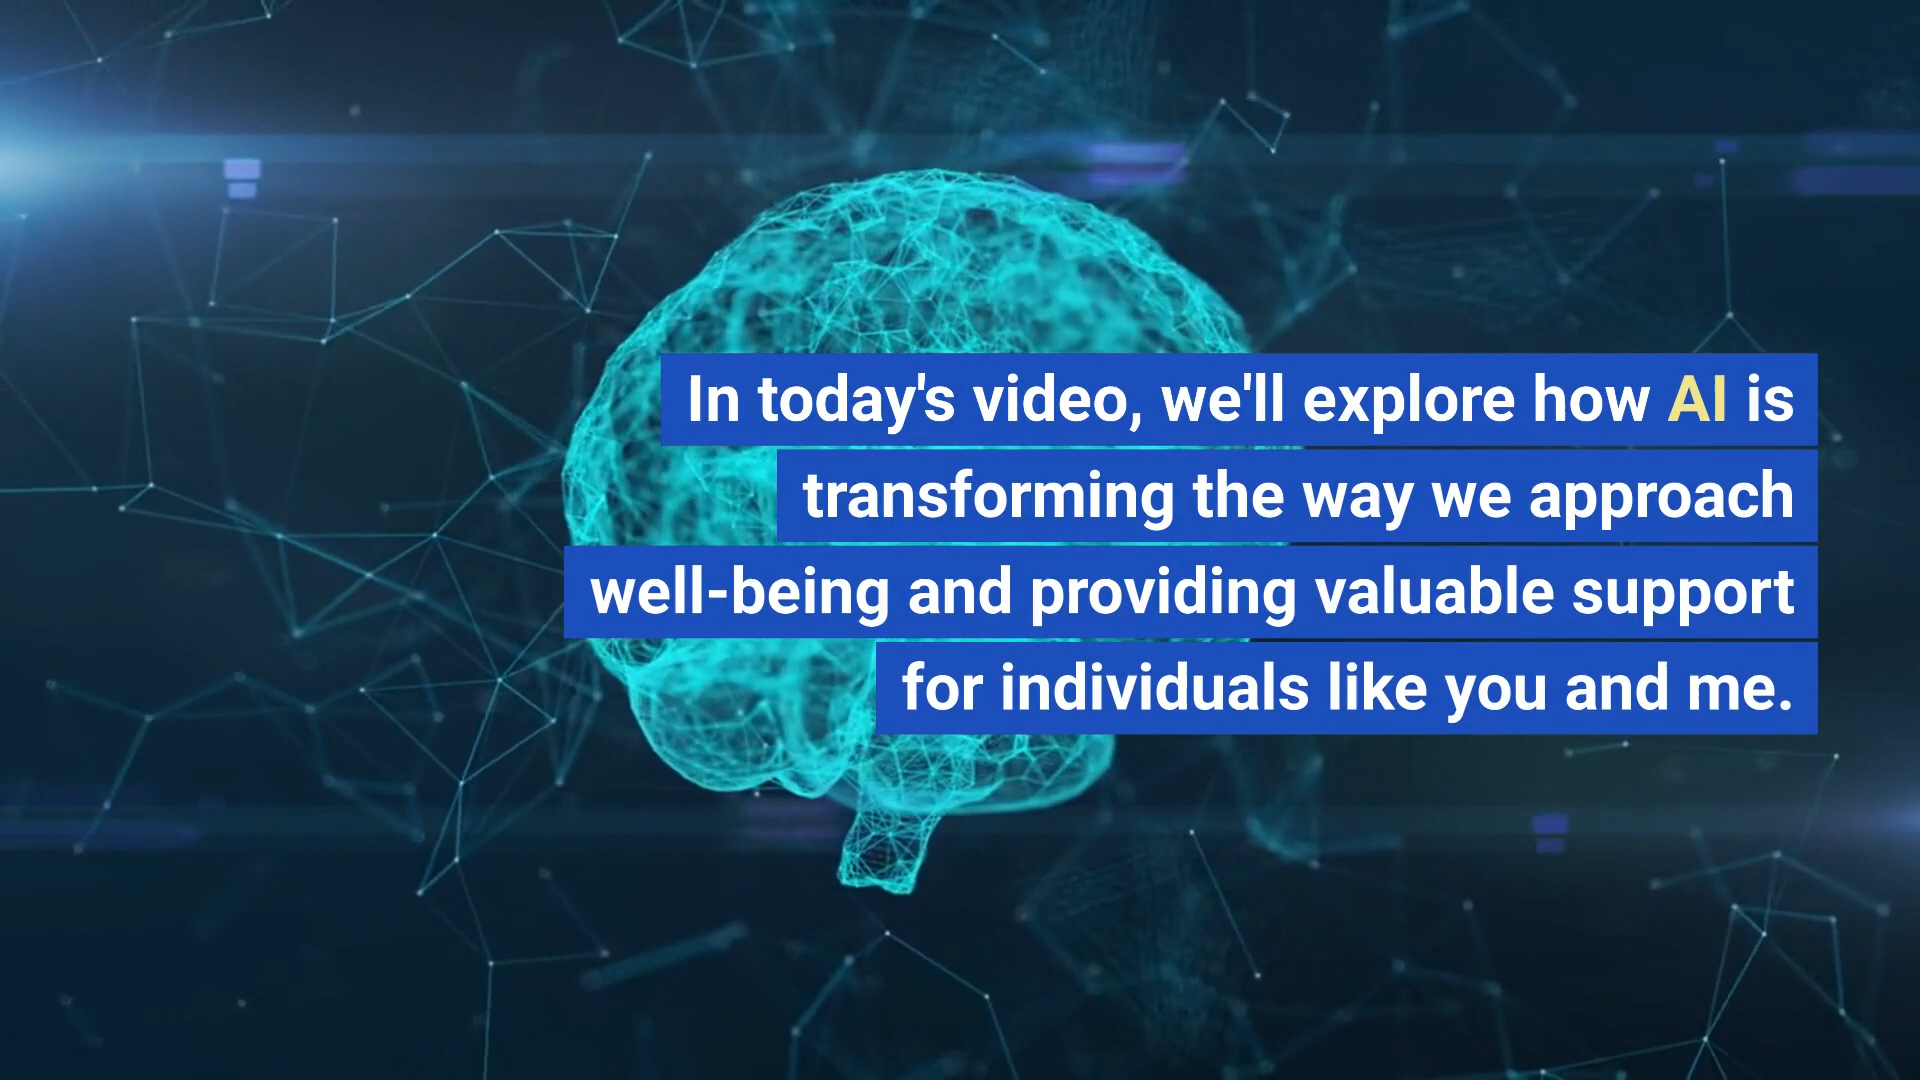 In today's video, we'll explore how AI is
transforming the way we approach
well-being and providing valuable support
for individuals like you and me.